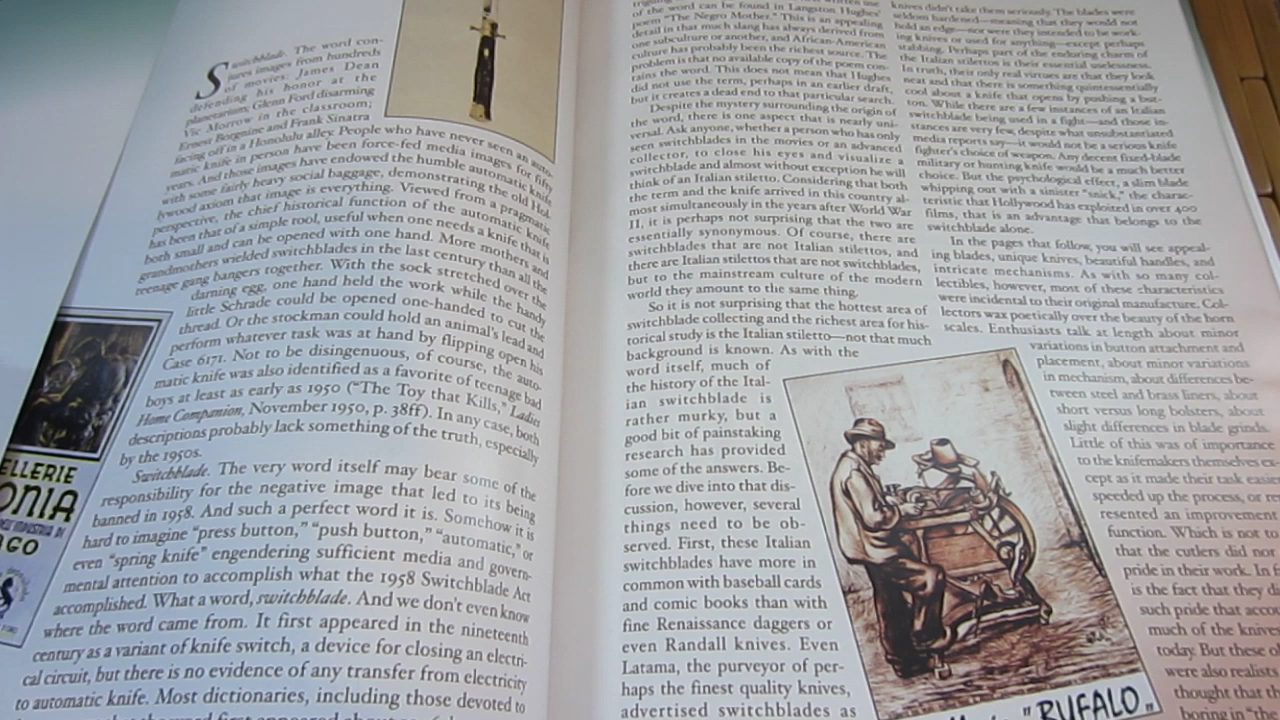 Switchblade. The word con-
jures images from hundreds
of movies: James Dean
defending his honor at the
planetarium; Glenn Ford disarming
Vic Morrow in the classroom;
Ernest Borgnine and Frank Sinatra
facing off in a Honolulu alley. People who have never seen an auto-
matic knife in person have been force-fed media images for fifty
years. And those images have endowed the humble automatic knife
with some fairly heavy social baggage, demonstrating the old Hol-
lywood axiom that image is everything. Viewed from a pragmatic
perspective, the chief historical function of the automatic knife
has been that of a simple tool, useful when one needs a knife that is
both small and can be opened with one hand. More mothers and
grandmothers wielded switchblades in the last century than all the
teenage gang bangers together. With the sock stretched over the
darning egg, one hand held the work while the handy
little Schrade could be opened one-handed to cut the
thread. Or the stockman could hold an animal's lead and
perform whatever task was at hand by flipping open his
Case 6171. Not to be disingenuous, of course, the auto-
matic knife was also identified as a favorite of teenage bad
boys at least as early as 1950 ("The Toy that Kills," Ladies
Home Companion, November 1950, p. 38ff). In any case, both
descriptions probably lack something of the truth, especially
by the 1950s.
Switchblade. The very word itself may bear some of the
responsibility for the negative image that led to its being
banned in 1958. And such a perfect word it is. Somehow it is
hard to imagine "press button," "push button," "automatic," or
even "spring knife" engendering sufficient media and govern-
mental attention to accomplish what the 1958 Switchblade Act
accomplished. What a word, switchblade. And we don't even know
where the word came from. It first appeared in the nineteenth
century as a variant of knife switch, a device for closing an electri-
cal circuit, but there is no evidence of any transfer from electricity
to automatic knife. Most dictionaries, including those devoted to
ELLERIE
ONIA
AGO
of the word can be found in Langston Hughes'
poem "The Negro Mother." This is an appealing
detail in that much slang has always derived from
one subculture or another, and African-American
culture has probably been the richest source. The
problem is that no available copy of the poem con-
tains the word. This does not mean that Hughes
did not use the term, perhaps in an earlier draft,
but it creates a dead end to that particular search.
Despite the mystery surrounding the origin of
the word, there is one aspect that is nearly uni-
versal. Ask anyone, whether a person who has only
seen switchblades in the movies or an advanced
collector, to close his eyes and visualize a
switchblade and almost without exception he will
think of an Italian stiletto. Considering that both
the term and the knife arrived in this country al-
most simultaneously in the years after World War
II, it is perhaps not surprising that the two are
essentially synonymous. Of course, there are
switchblades that are not Italian stilettos, and
there are Italian stilettos that are not switchblades,
but to the mainstream culture of the modern
world they amount to the same thing.
So it is not surprising that the hottest area of
switchblade collecting and the richest area for his-
torical study is the Italian stiletto—not that much
background is known. As with the
word itself, much of
the history of the Ital-
ian switchblade is
rather murky, but a
good bit of painstaking
research has provided
some of the answers. Be-
fore we dive into that dis-
cussion, however, several
things need to be ob-
served. First, these Italian
switchblades have more in
common with baseball cards
and comic books than with
fine Renaissance daggers or
even Randall knives. Even
Latama, the purveyor of per-
haps the finest quality knives,
advertised switchblades as
knives didn't take them seriously. The blades were
seldom hardened—meaning that they would not
hold an edge—nor were they intended to be work-
ing knives or used for anything—except perhaps
stabbing. Perhaps part of the enduring charm of
the Italian stilettos is their essential uselessness.
In truth, their only real virtues are that they look
neat and that there is something quintessentially
cool about a knife that opens by pushing a but-
ton. While there are a few instances of an Italian
switchblade being used in a fight—and those in-
stances are very few, despite what unsubstantiated
media reports say—it would not be a serious knife
fighter's choice of weapon. Any decent fixed-blade
military or hunting knife would be a much better
choice. But the psychological effect, a slim blade
whipping out with a sinister "snick," the charac-
teristic that Hollywood has exploited in over 400
films, that is an advantage that belongs to the
switchblade alone.
In the pages that follow, you will see appeal-
ing blades, unique knives, beautiful handles, and
intricate mechanisms. As with so many col-
lectibles, however, most of these characteristics
were incidental to their original manufacture. Col-
lectors wax poetically over the beauty of the horn
scales. Enthusiasts talk at length about minor
variations in button attachment and
placement, about minor variations
in mechanism, about differences be-
tween steel and brass liners, about
short versus long bolsters, about
slight differences in blade grinds.
Little of this was of importance
to the knifemakers themselves ex-
cept as it made their task easier
speeded up the process, or re
resented an improvement
function. Which is not to
that the cutlers did not
pride in their work. In f
is the fact that they di
such pride that acco
much of the knives
today. But these o
were also realists
thought that th
boring in "the
"BUFALO"